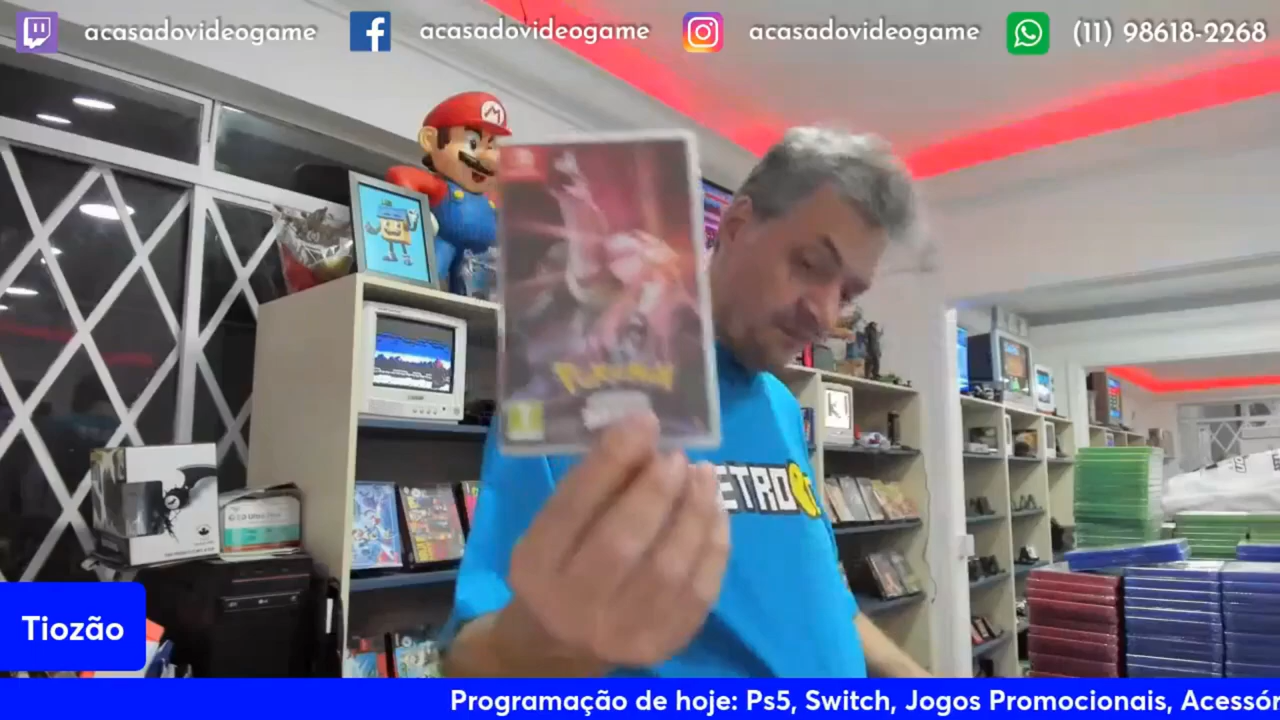 acasadovideogame
acasadovideogame
acasadovideogame
(11) 98618-2268
M
POKÉMON
ETRO
Tiozão
Programação de hoje: Ps5, Switch, Jogos Promocionais, Acessór